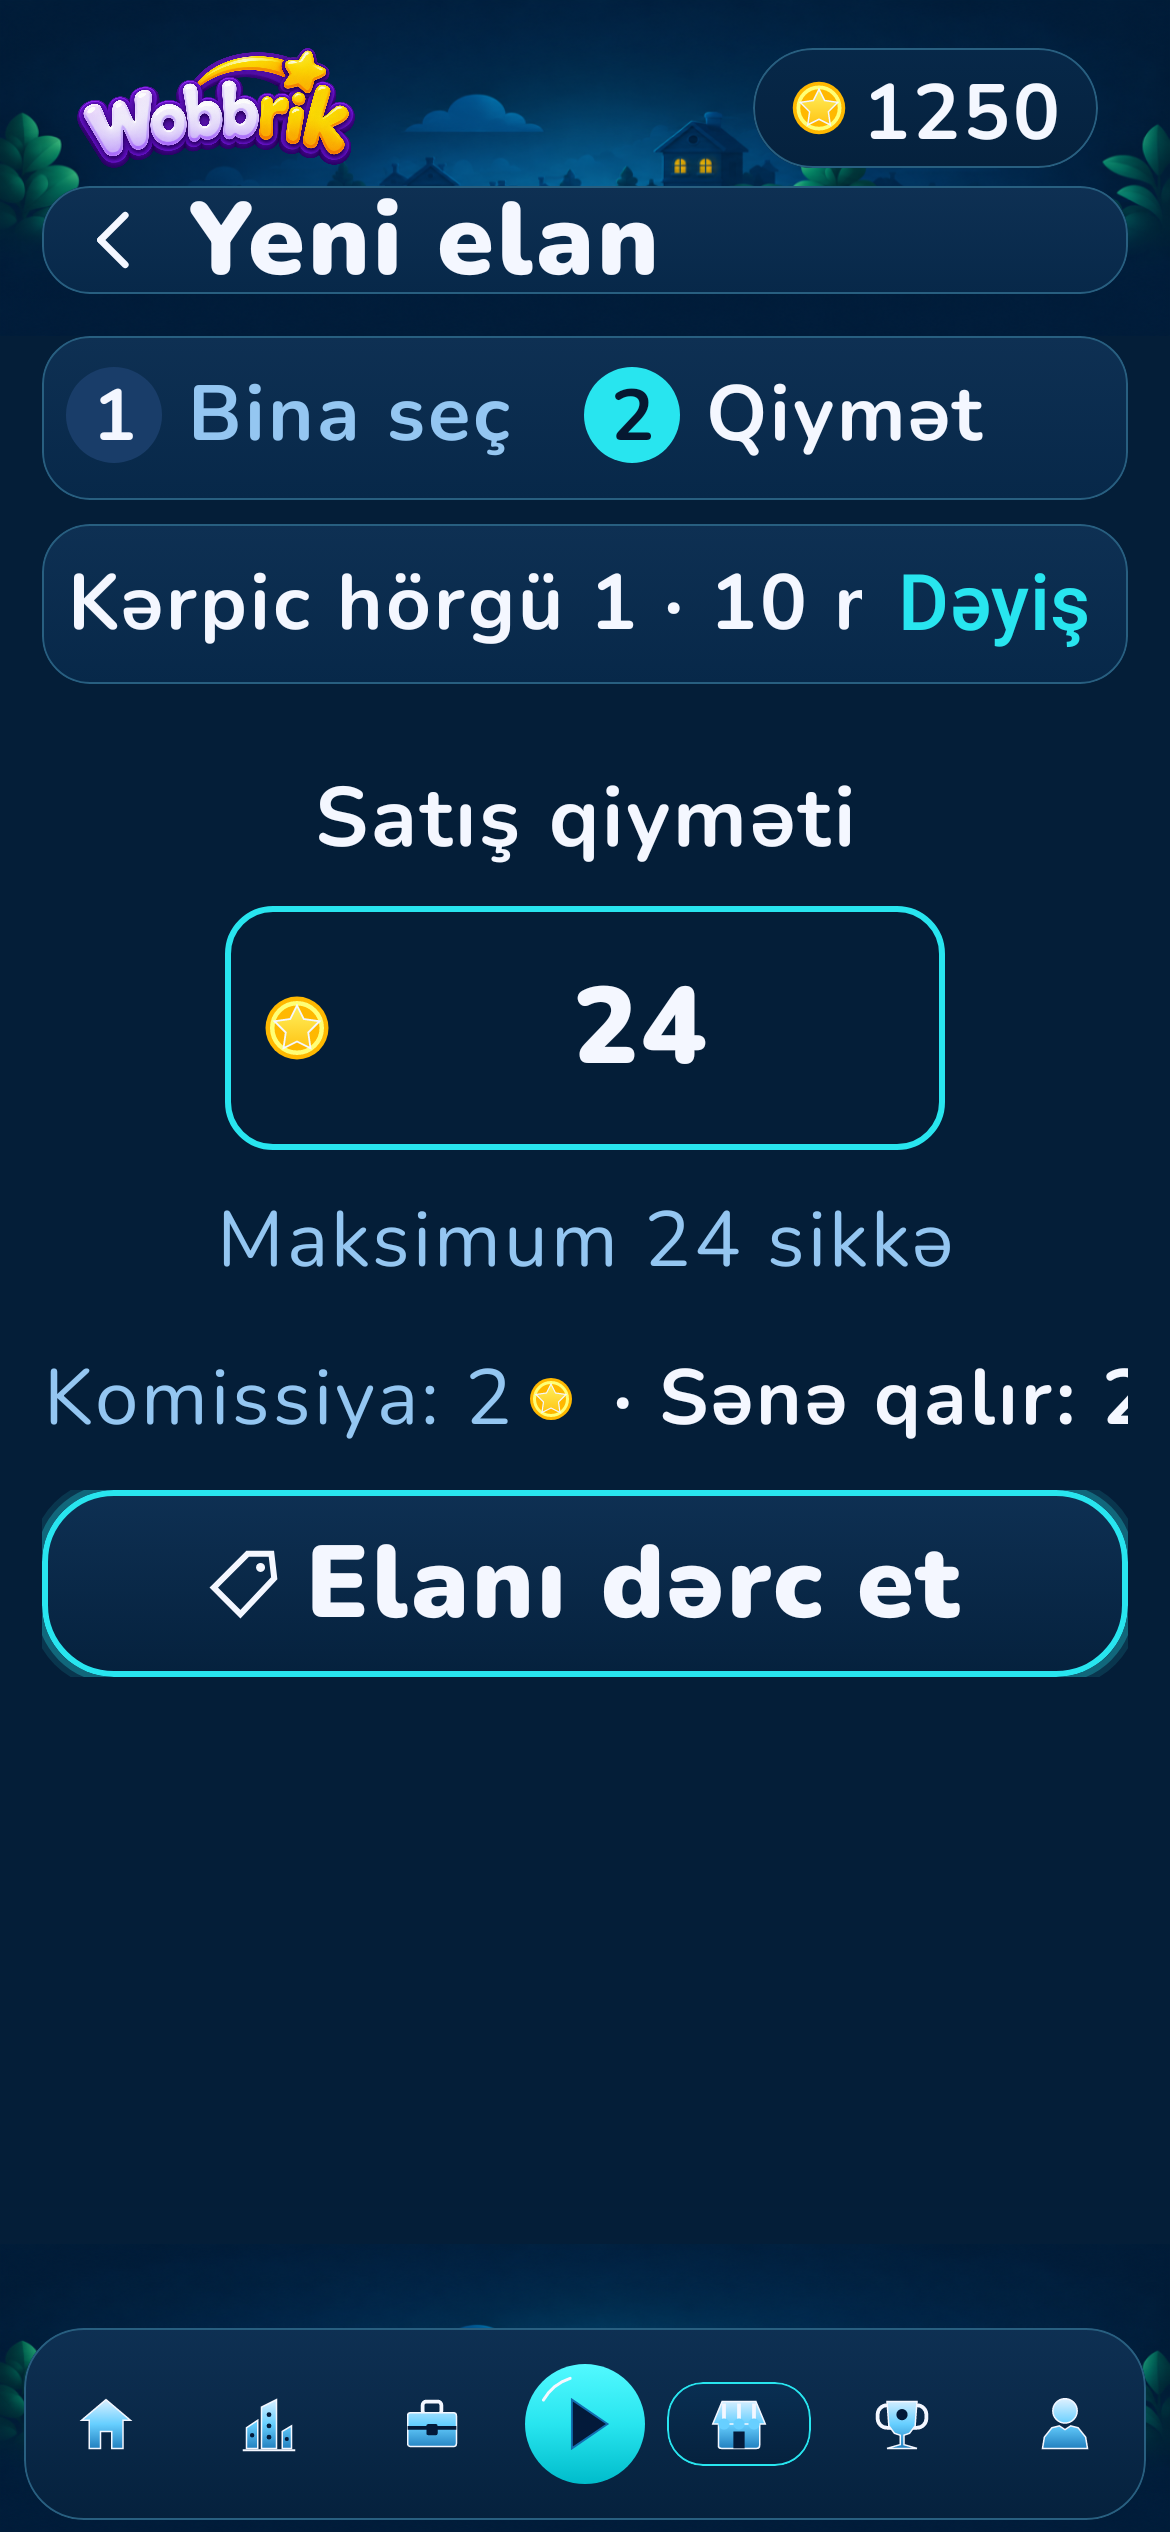 Wobbrik
1250
Yeni elan
1 Bina seç 2 Qiymət
Kərpic hörgü 1 · 10 r Dəyiş
Satış qiyməti
24
Maksimum 24 sikkə
Komissiya: 2 · Sənə qalır:
Elanı dərc et